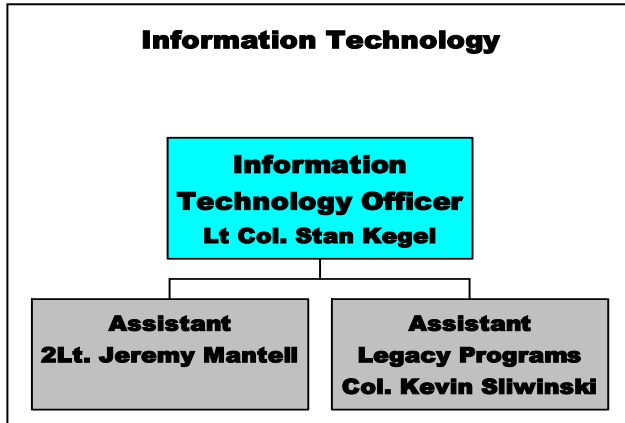 Information Technology
Information
Technology Officer
Lt Col. Stan Kegel
Assistant
2Lt. Jeremy Mantell
Assistant
Legacy Programs
Col. Kevin Sliwinski